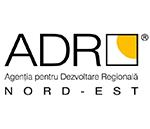 ADR ®
Agenția pentru Dezvoltare Regională
NORD-EST